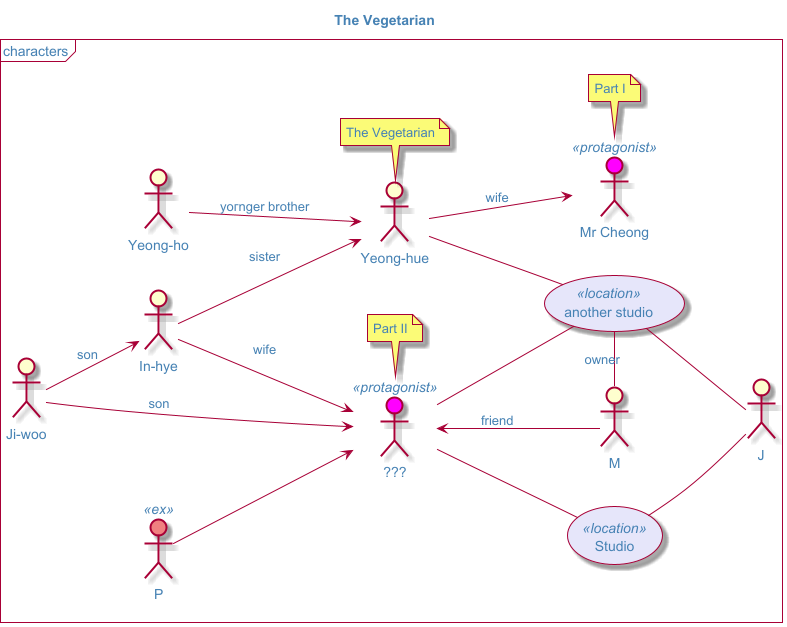 The Vegetarian
characters
Part I
«protagonist»
Mr Cheong
The Vegetarian
Yeong-hue
wife
yornger brother
Yeong-ho
sister
«location»
another studio
In-hye
wife
Part II
«protagonist»
???
son
Ji-woo
son
owner
friend
M
J
«ex»
P
«location»
Studio